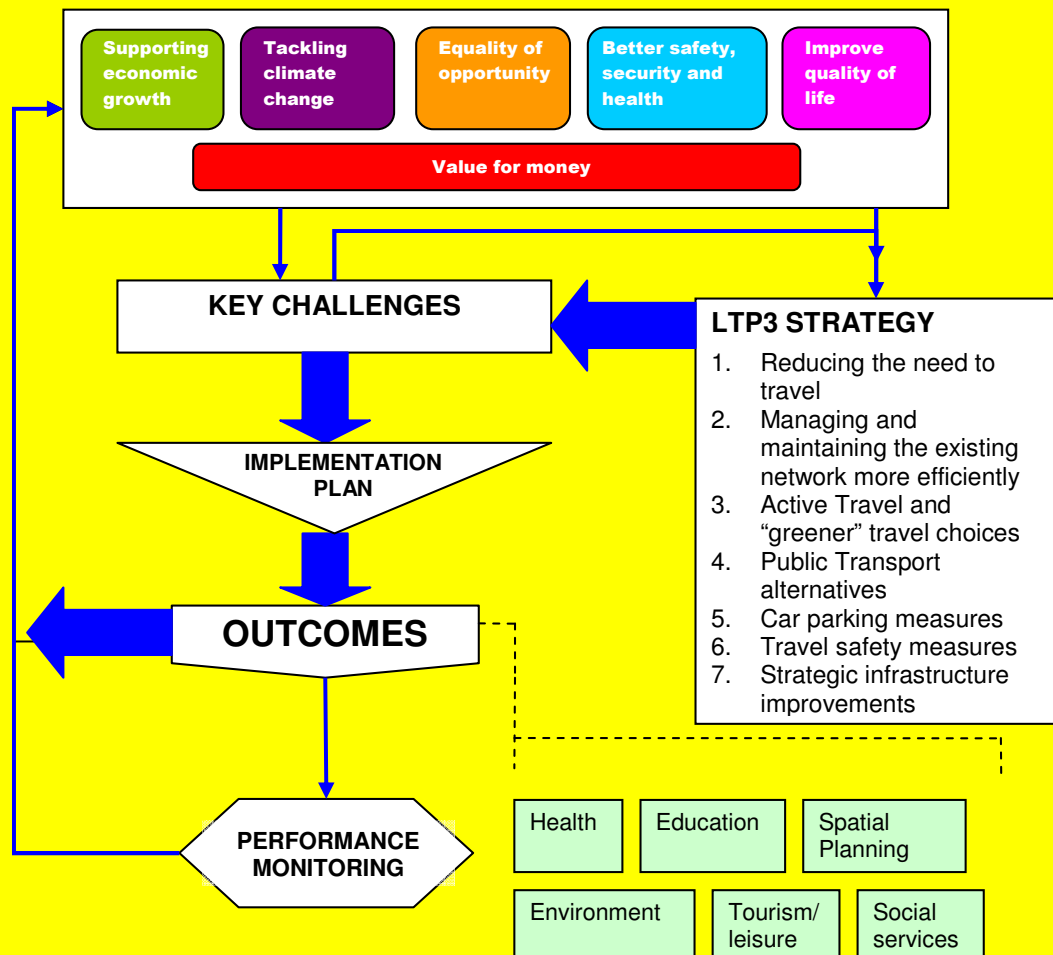 Supporting
economic
growth
Tackling
climate
change
Equality of
opportunity
Better safety,
security and
health
Improve
quality of
life
Value for money
KEY CHALLENGES
LTP3 STRATEGY
1. Reducing the need to
travel
2. Managing and
maintaining the existing
network more efficiently
3. Active Travel and
“greener” travel choices
4. Public Transport
alternatives
5. Car parking measures
6. Travel safety measures
7. Strategic infrastructure
improvements
IMPLEMENTATION
PLAN
OUTCOMES
PERFORMANCE
MONITORING
Health
Education
Spatial
Planning
Environment
Tourism/
leisure
Social
services